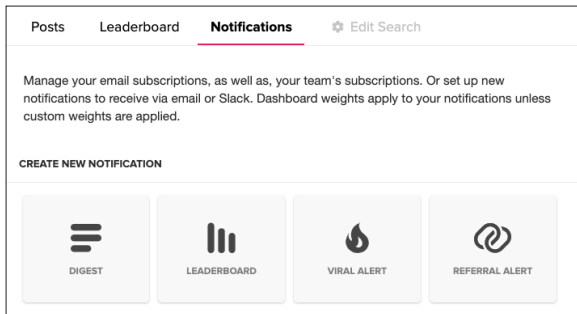 Posts Leaderboard Notifications Edit Search
Manage your email subscriptions, as well as, your team's subscriptions. Or set up new
notifications to receive via email or Slack. Dashboard weights apply to your notifications unless
custom weights are applied.
CREATE NEW NOTIFICATION
DIGEST LEADERBOARD VIRAL ALERT REFERRAL ALERT